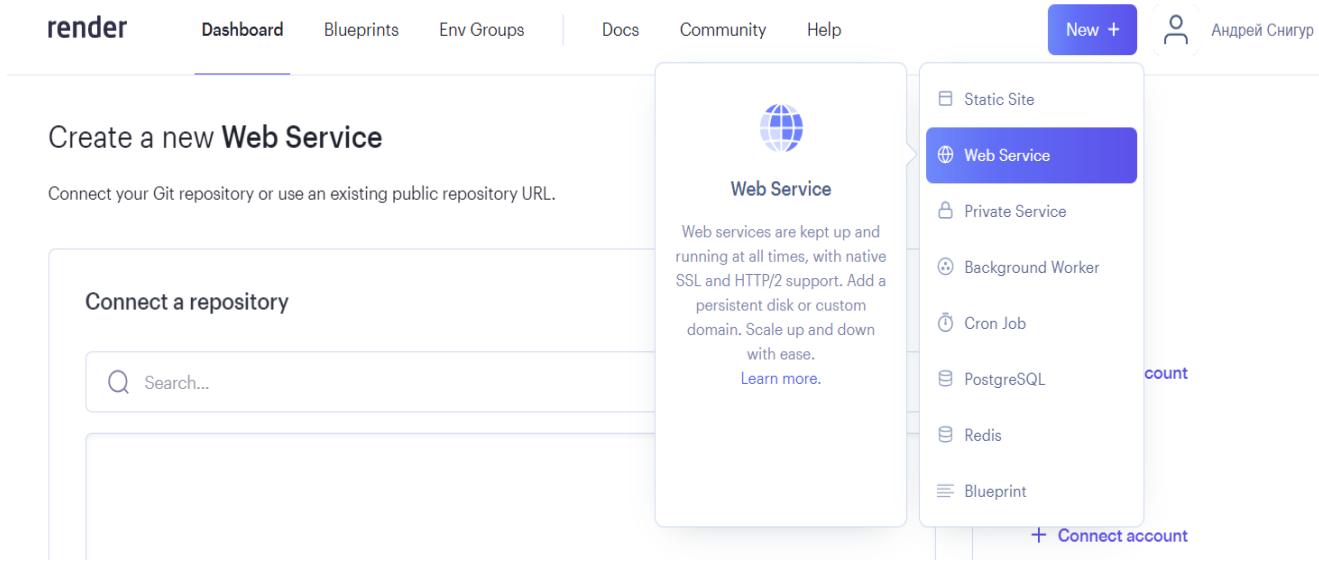 render
Dashboard
Blueprints
Env Groups
Docs
Community
Help
New +
Андрей Снигур
Create a new Web Service
Connect your Git repository or use an existing public repository URL.
Connect a repository
Search...
Web Service
Web services are kept up and
running at all times, with native
SSL and HTTP/2 support. Add a
persistent disk or custom
domain. Scale up and down
with ease.
Learn more.
Static Site
Web Service
Private Service
Background Worker
Cron Job
PostgreSQL
Redis
Blueprint
count
+ Connect account